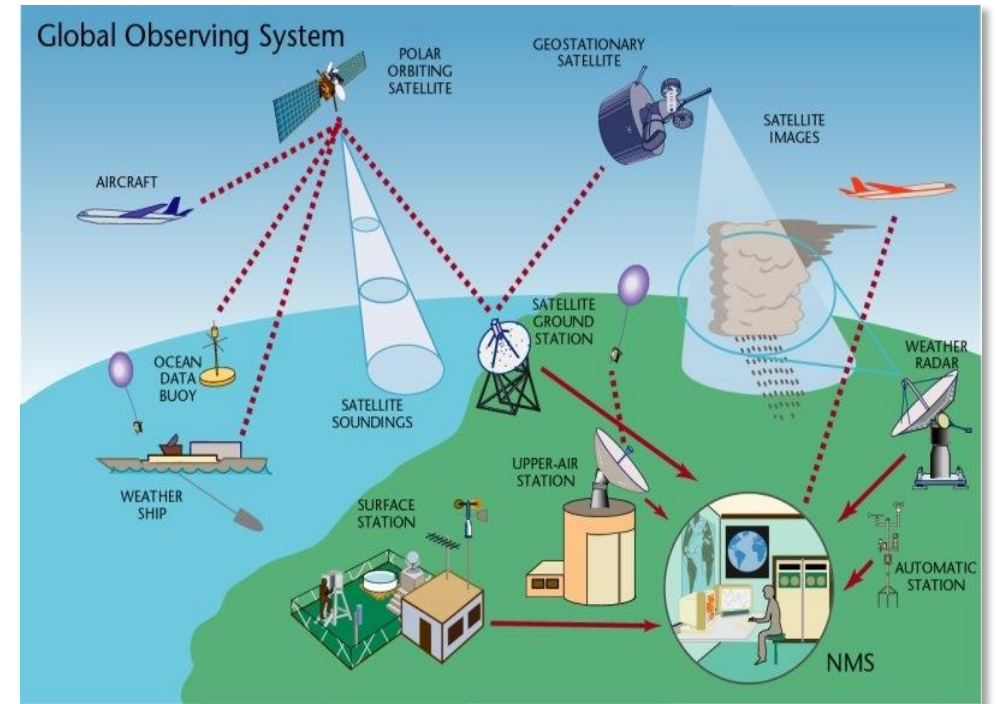 Global Observing System
POLAR
ORBITING
SATELLITE
GEOSTATIONARY
SATELLITE
SATELLITE
IMAGES
AIRCRAFT
SATELLITE
GROUND
STATION
WEATHER
RADAR
OCEAN
DATA
BUOY
SATELLITE
SOUNDINGS
UPPER-AIR
STATION
WEATHER
SHIP
SURFACE
STATION
AUTOMATIC
STATION
NMS